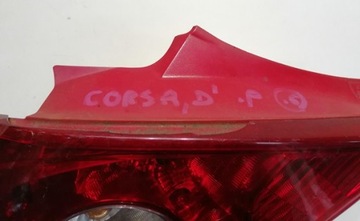 CORSA, D' .P